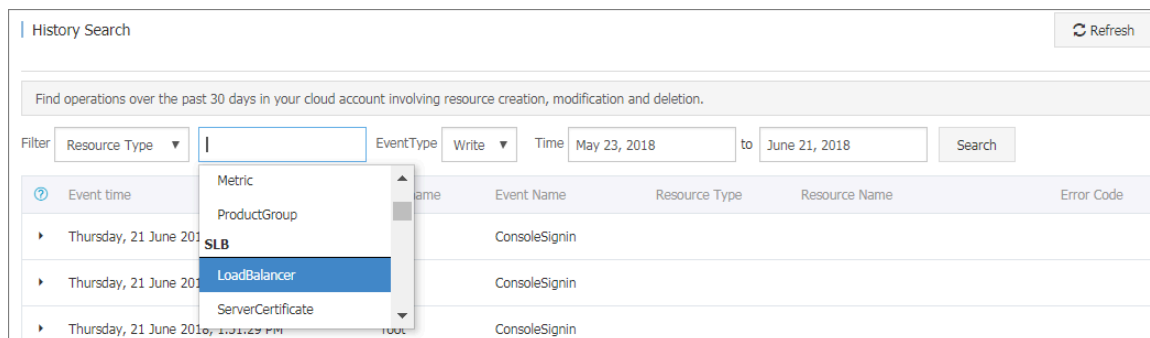 History Search
Refresh
Find operations over the past 30 days in your cloud account involving resource creation, modification and deletion.
Filter Resource Type EventType Write Time May 23, 2018 to June 21, 2018 Search
Event time Event Name Resource Type Resource Name Error Code
Metric
ProductGroup
SLB
LoadBalancer
ServerCertificate
Thursday, 21 June ConsoleSignin
Thursday, 21 June ConsoleSignin
Thursday, 21 June 2018, 1:51:29 PM root ConsoleSignin